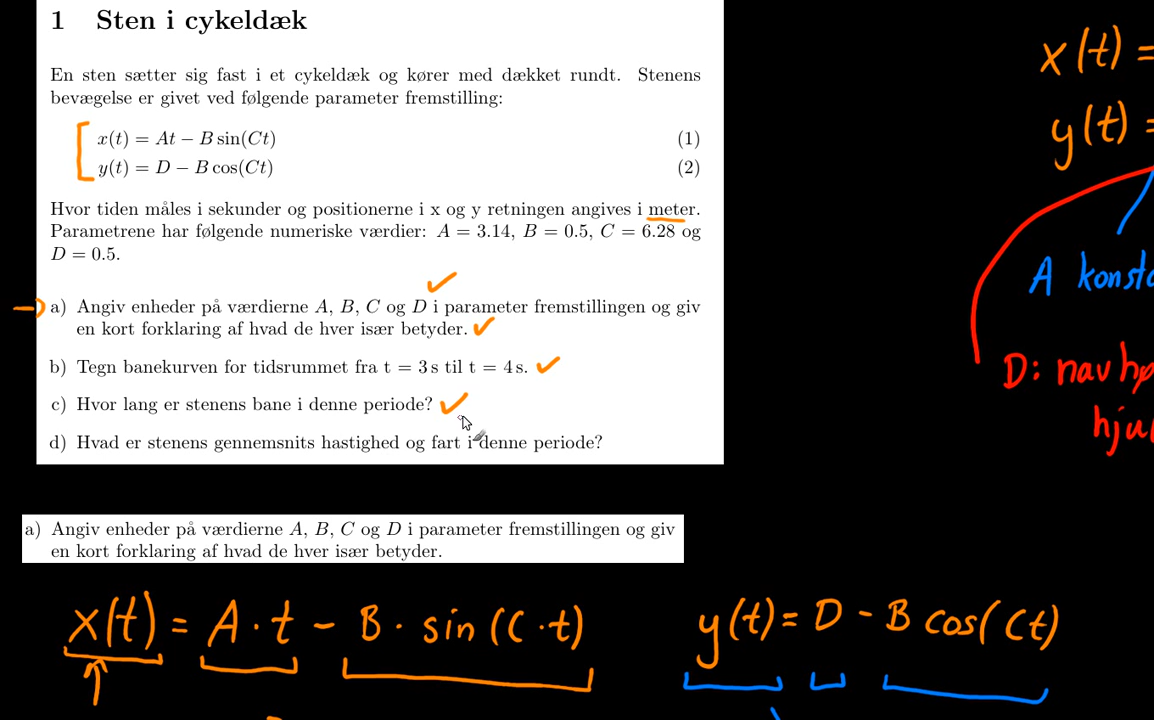 1 Sten i cykeldæk
En sten sætter sig fast i et cykeldæk og kører med dækket rundt. Stenens
bevægelse er givet ved følgende parameter fremstilling:
x(t) = At − B sin(Ct) (1)
y(t) = D − B cos(Ct) (2)
Hvor tiden måles i sekunder og positionerne i x og y retningen angives i meter.
Parametrene har følgende numeriske værdier: A = 3.14, B = 0.5, C = 6.28 og
D = 0.5.
a) Angiv enheder på værdierne A, B, C og D i parameter fremstillingen og giv
en kort forklaring af hvad de hver især betyder.
b) Tegn banekurven for tidsrummet fra t = 3 s til t = 4 s.
c) Hvor lang er stenens bane i denne periode?
d) Hvad er stenens gennemsnits hastighed og fart i denne periode?
x(t) =
y(t) =
A konst
D: nav hø
hju
a) Angiv enheder på værdierne A, B, C og D i parameter fremstillingen og giv
en kort forklaring af hvad de hver især betyder.
x(t) = A · t − B · sin(C · t) y(t) = D − B cos(Ct)